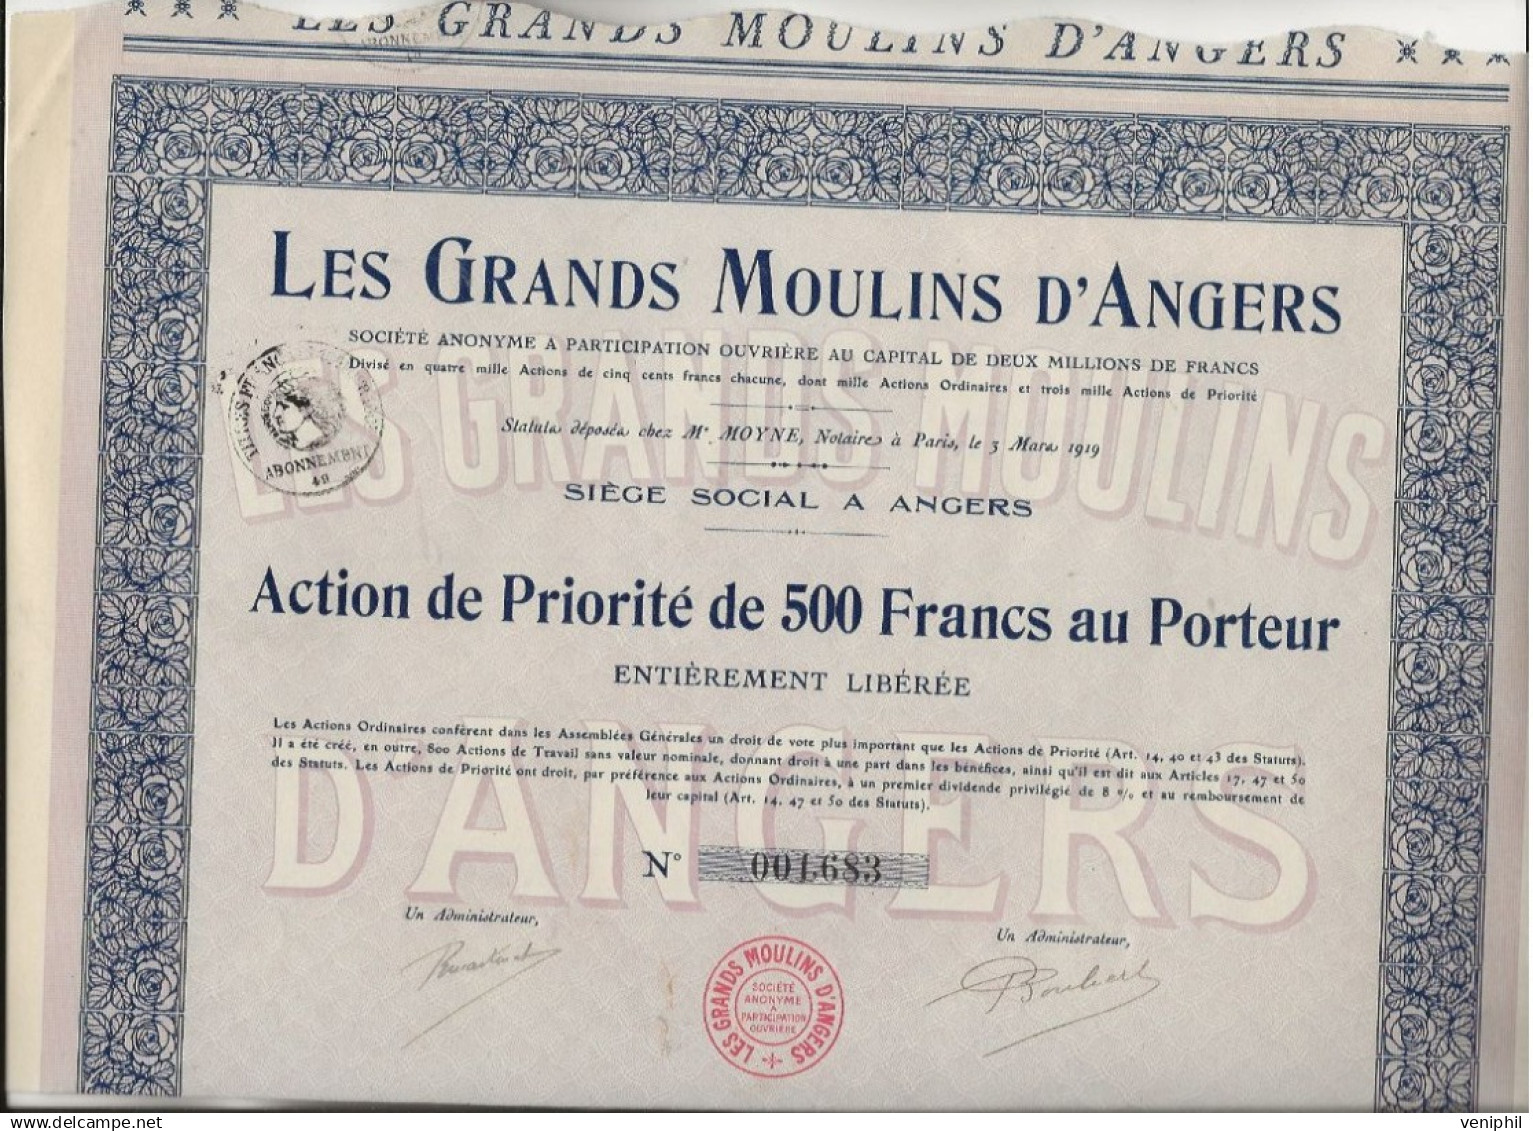 LES GRANDS MOULINS D'ANGERS
LES GRANDS MOULINS D'ANGERS
SOCIÉTÉ ANONYME A PARTICIPATION OUVRIÈRE AU CAPITAL DE DEUX MILLIONS DE FRANCS
Divisé en quatre mille Actions de cinq cents francs chacune, dont mille Actions Ordinaires et trois mille Actions de Priorité
Statuts déposés chez Me MOYNE, Notaire à Paris, le 3 Mars 1919
ABONNEMENT
SIÈGE SOCIAL A ANGERS
Action de Priorité de 500 Francs au Porteur
ENTIÈREMENT LIBÉRÉE
Les Actions Ordinaires confèrent dans les Assemblées Générales un droit de vote plus important que les Actions de Priorité (Art. 14, 40 et 43 des Statuts).
Il a été créé, en outre, 800 Actions de Travail sans valeur nominale, donnant droit à une part dans les bénéfices, ainsi qu'il est dit aux Articles 17, 47 et 50
des Statuts. Les Actions de Priorité ont droit, par préférence aux Actions Ordinaires, à un premier dividende privilégié de 8 % et au remboursement de
leur capital (Art. 14, 47 et 50 des Statuts).
LES GRANDS MOULINS
D'ANGERS
N° 001,683
Un Administrateur,
Un Administrateur,
LES GRANDS MOULINS D'ANGERS
SOCIÉTÉ
ANONYME
A
PARTICIPATION
OUVRIÈRE
veniphil